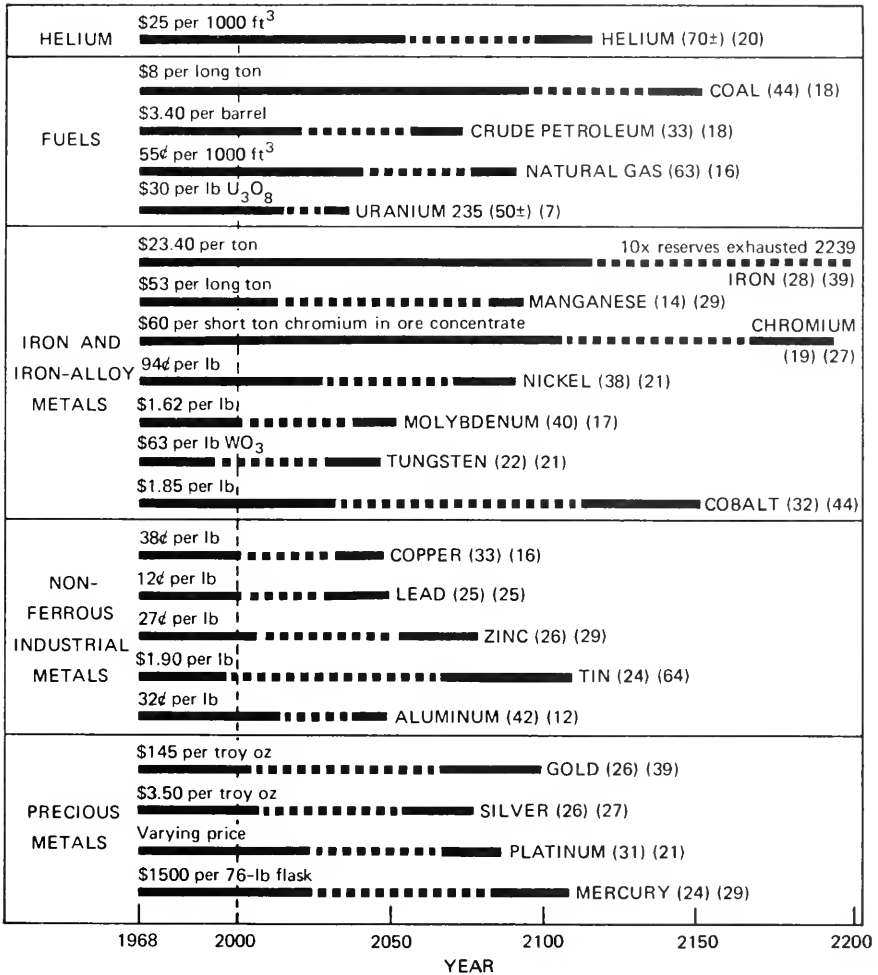 $25 per 1000 ft³
HELIUM
HELIUM (70±) (20)
$8 per long ton
COAL (44) (18)
$3.40 per barrel
CRUDE PETROLEUM (33) (18)
FUELS
55¢ per 1000 ft³
NATURAL GAS (63) (16)
$30 per lb U₃O₈
URANIUM 235 (50±) (7)
$23.40 per ton
10x reserves exhausted 2239
IRON (28) (39)
$53 per long ton
MANGANESE (14) (29)
$60 per short ton chromium in ore concentrate
CHROMIUM
(19) (27)
IRON AND
IRON-ALLOY
METALS
94¢ per lb
NICKEL (38) (21)
$1.62 per lb
MOLYBDENUM (40) (17)
$63 per lb WO₃
TUNGSTEN (22) (21)
$1.85 per lb
COBALT (32) (44)
38¢ per lb
COPPER (33) (16)
NON-
FERROUS
INDUSTRIAL
METALS
12¢ per lb
LEAD (25) (25)
27¢ per lb
ZINC (26) (29)
$1.90 per lb
TIN (24) (64)
32¢ per lb
ALUMINUM (42) (12)
$145 per troy oz
GOLD (26) (39)
$3.50 per troy oz
SILVER (26) (27)
PRECIOUS
METALS
Varying price
PLATINUM (31) (21)
$1500 per 76-lb flask
MERCURY (24) (29)
1968 2000 2050 2100 2150 2200
YEAR